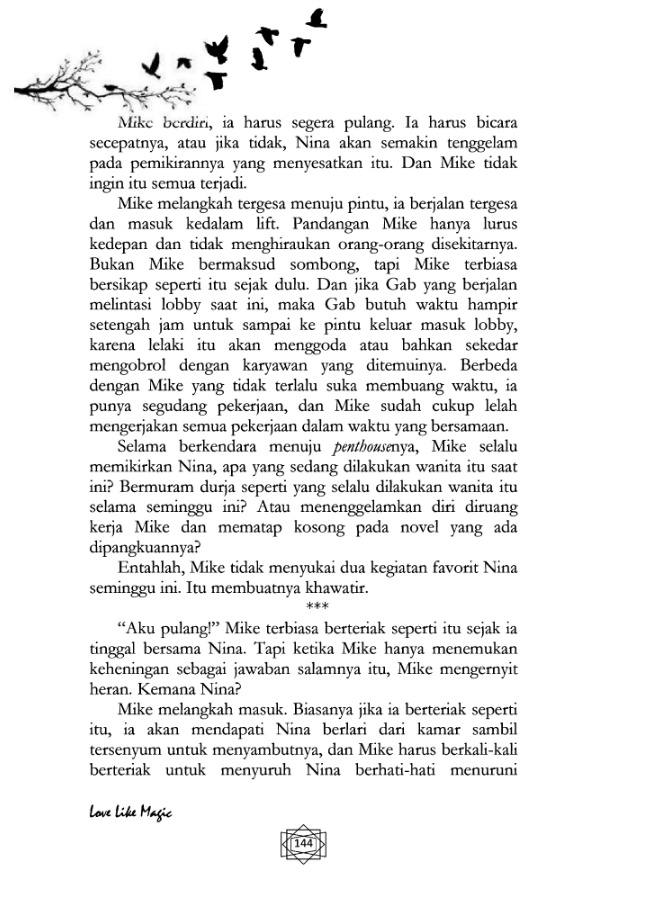 Mike berdiri, ia harus segera pulang. Ia harus bicara
secepatnya, atau jika tidak, Nina akan semakin tenggelam
pada pemikirannya yang menyesatkan itu. Dan Mike tidak
ingin itu semua terjadi.
Mike melangkah tergesa menuju pintu, ia berjalan tergesa
dan masuk kedalam lift. Pandangan Mike hanya lurus
kedepan dan tidak menghiraukan orang-orang disekitarnya.
Bukan Mike bermaksud sombong, tapi Mike terbiasa
bersikap seperti itu sejak dulu. Dan jika Gab yang berjalan
melintasi lobby saat ini, maka Gab butuh waktu hampir
setengah jam untuk sampai ke pintu keluar masuk lobby,
karena lelaki itu akan menggoda atau bahkan sekedar
mengobrol dengan karyawan yang ditemuinya. Berbeda
dengan Mike yang tidak terlalu suka membuang waktu, ia
punya segudang pekerjaan, dan Mike sudah cukup lelah
mengerjakan semua pekerjaan dalam waktu yang bersamaan.
Selama berkendara menuju penthousenya, Mike selalu
memikirkan Nina, apa yang sedang dilakukan wanita itu saat
ini? Bermuram durja seperti yang selalu dilakukan wanita itu
selama seminggu ini? Atau menenggelamkan diri diruang
kerja Mike dan mematap kosong pada novel yang ada
dipangkuannya?
Entahlah, Mike tidak menyukai dua kegiatan favorit Nina
seminggu ini. Itu membuatnya khawatir.
***
“Aku pulang!” Mike terbiasa berteriak seperti itu sejak ia
tinggal bersama Nina. Tapi ketika Mike hanya menemukan
keheningan sebagai jawaban salamnya itu, Mike mengernyit
heran. Kemana Nina?
Mike melangkah masuk. Biasanya jika ia berteriak seperti
itu, ia akan mendapati Nina berlari dari kamar sambil
tersenyum untuk menyambutnya, dan Mike harus berkali-kali
berteriak untuk menyuruh Nina berhati-hati menuruni
Love Like Magic
144